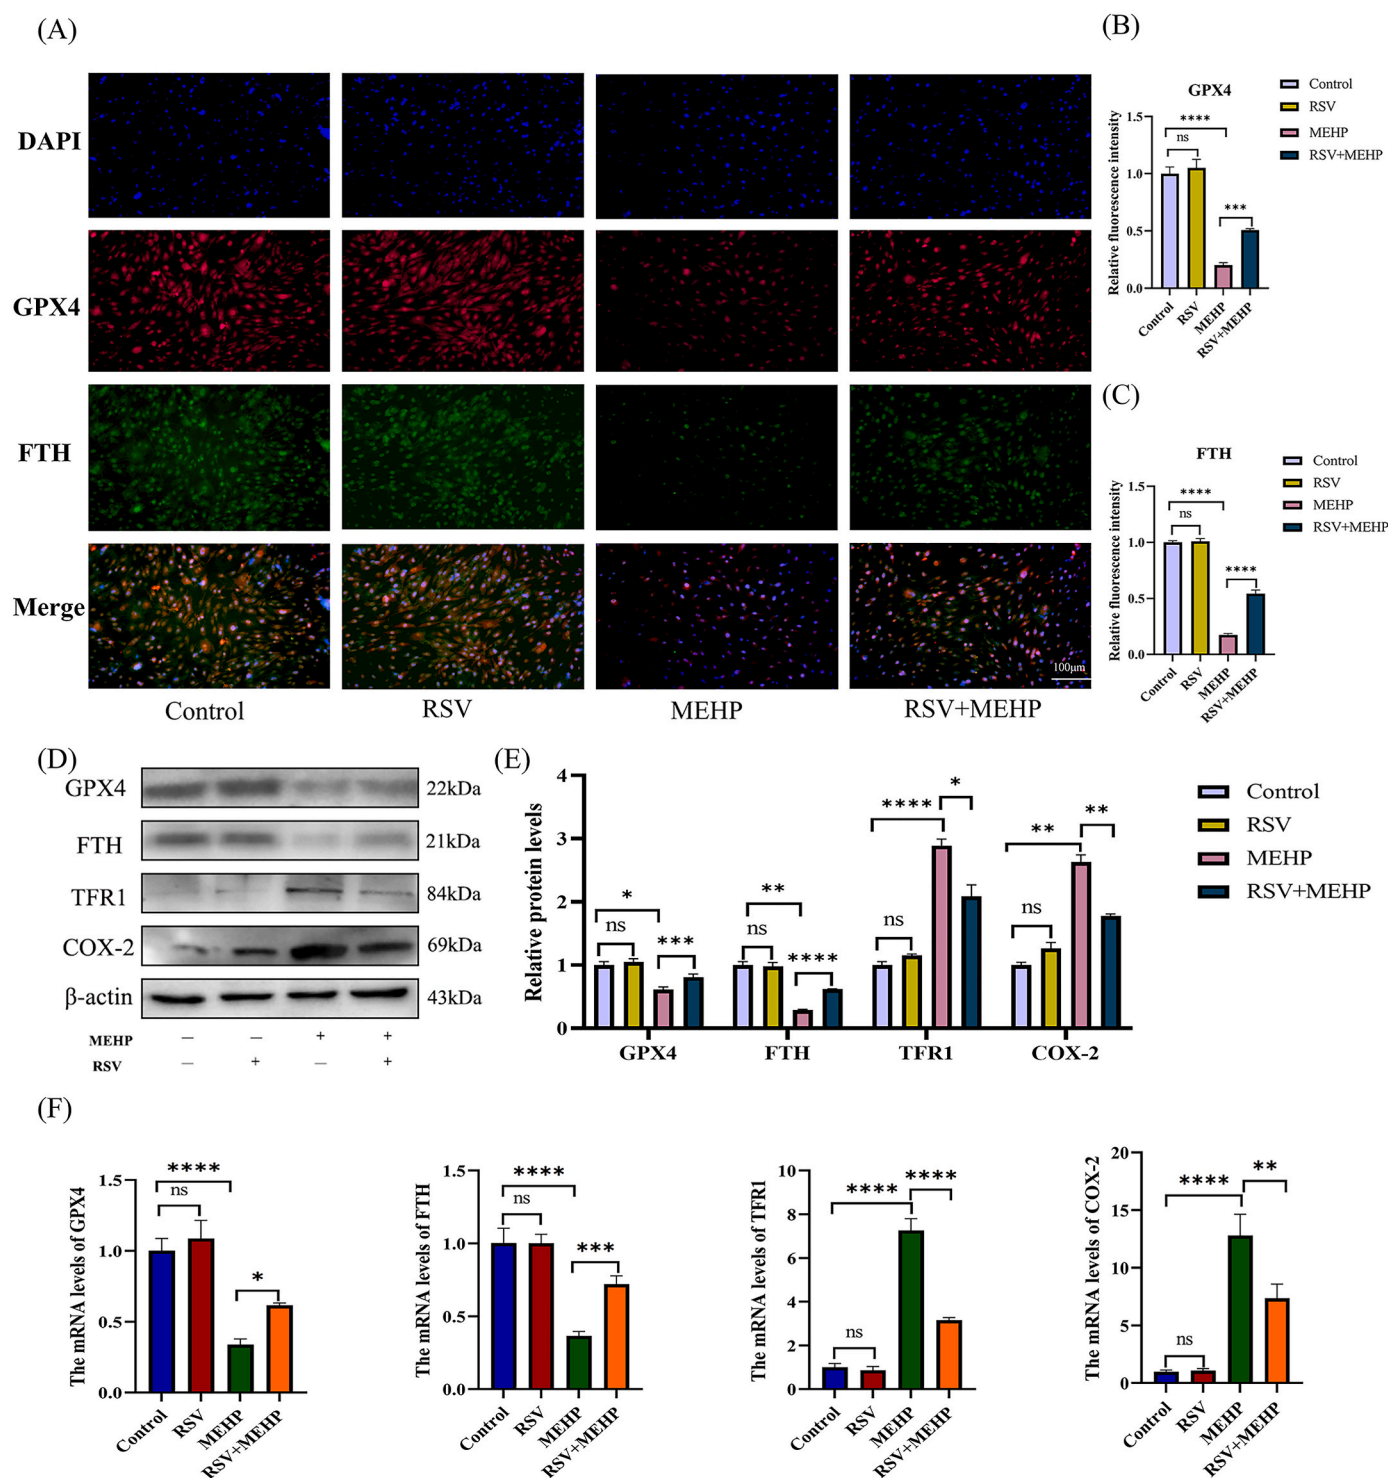 (A)
DAPI
GPX4
FTH
Merge
100μm
Control RSV MEHP RSV+MEHP
(B)
GPX4
Relative fluorescence intensity
1.5
1.0
0.5
0.0
****
ns
***
Control
RSV
MEHP
RSV+MEHP
Control
RSV
MEHP
RSV+MEHP
(C)
FTH
Relative fluorescence intensity
1.5
1.0
0.5
0.0
****
ns
****
Control
RSV
MEHP
RSV+MEHP
Control
RSV
MEHP
RSV+MEHP
(D)
GPX4 22kDa
FTH 21kDa
TFR1 84kDa
COX-2 69kDa
β-actin 43kDa
MEHP — — + +
RSV — + — +
(E)
Relative protein levels
4
3
2
1
0
* ns ***
** ns ****
**** ns *
** ns **
GPX4 FTH TFR1 COX-2
Control
RSV
MEHP
RSV+MEHP
(F)
The mRNA levels of GPX4
1.5
1.0
0.5
0.0
****
ns
*
Control
RSV
MEHP
RSV+MEHP
The mRNA levels of FTH
1.5
1.0
0.5
0.0
****
ns
***
Control
RSV
MEHP
RSV+MEHP
The mRNA levels of TFR1
10
8
6
4
2
0
**** ****
ns
Control
RSV
MEHP
RSV+MEHP
The mRNA levels of COX-2
20
15
10
5
0
**** **
ns
Control
RSV
MEHP
RSV+MEHP